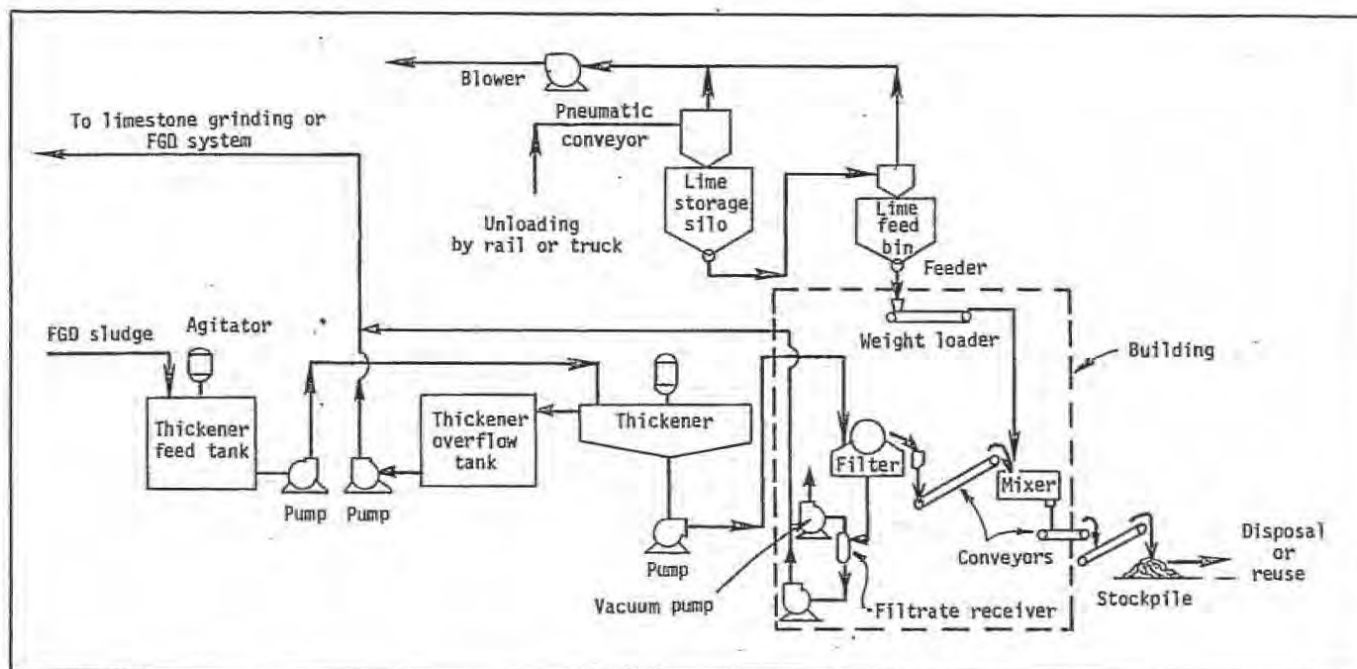 Blower
To limestone grinding or
FGD system
Pneumatic
conveyor
Lime
storage
silo
Lime
feed
bin
Unloading
by rail or truck
Feeder
FGD sludge
Agitator
Weight loader
Building
Thickener
feed tank
Thickener
overflow
tank
Thickener
Filter
Mixer
Pump
Pump
Pump
Conveyors
Disposal
or
reuse
Vacuum pump
Filtrate receiver
Stockpile